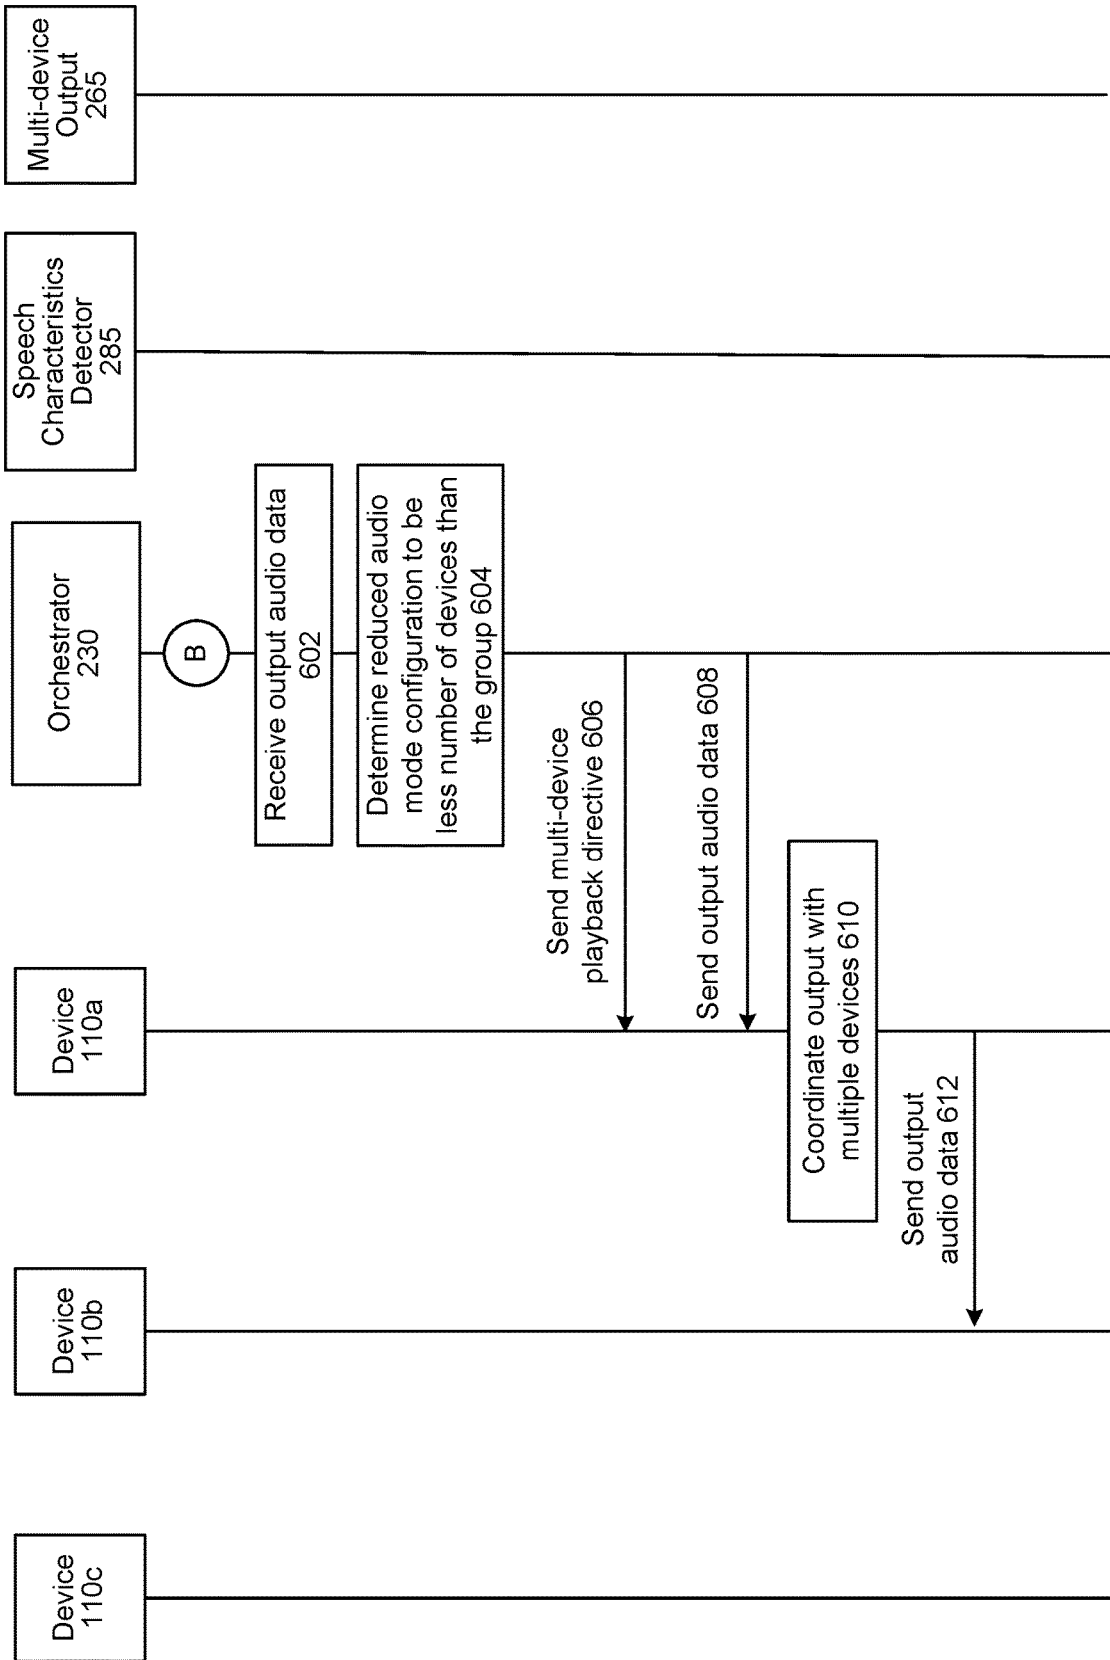 Device
110c
Device
110b
Device
110a
Orchestrator
230
Speech
Characteristics
Detector
285
Multi-device
Output
265
B
Receive output audio data
602
Determine reduced audio
mode configuration to be
less number of devices than
the group 604
Send multi-device
playback directive 606
Send output audio data 608
Coordinate output with
multiple devices 610
Send output
audio data 612